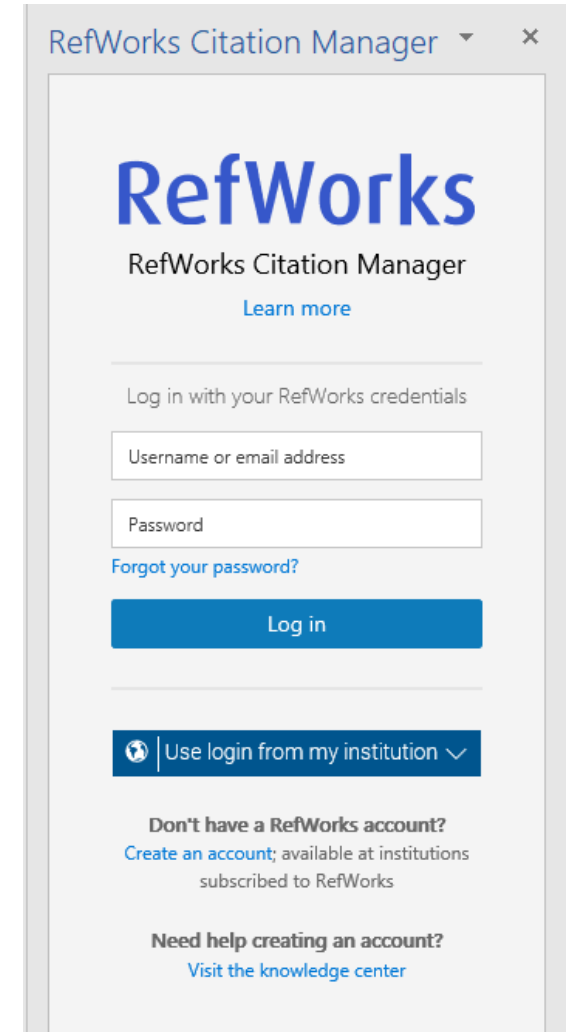 RefWorks Citation Manager
RefWorks
RefWorks Citation Manager
Learn more
Log in with your RefWorks credentials
Username or email address
Password
Forgot your password?
Log in
Use login from my institution
Don't have a RefWorks account?
Create an account; available at institutions
subscribed to RefWorks
Need help creating an account?
Visit the knowledge center